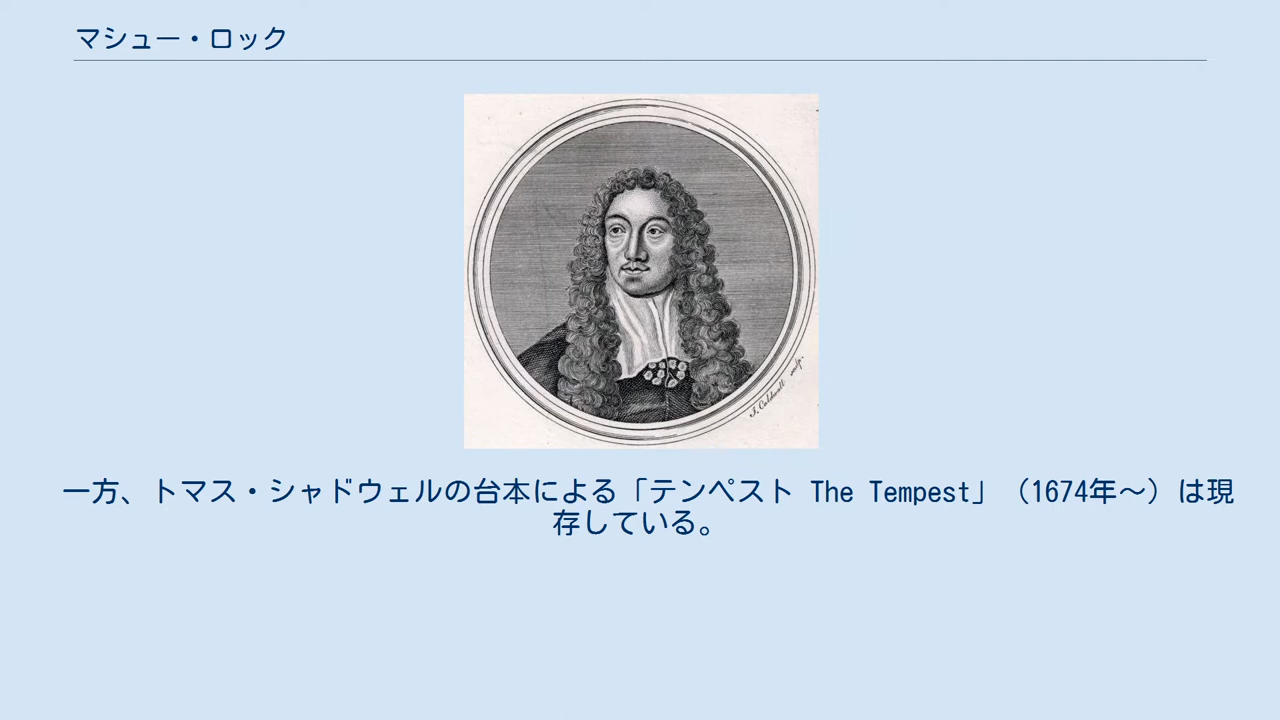 マシュー・ロック
J. Caldwall sculp.
一方、トマス・シャドウェルの台本による「テンペスト The Tempest」（1674年〜）は現
存している。